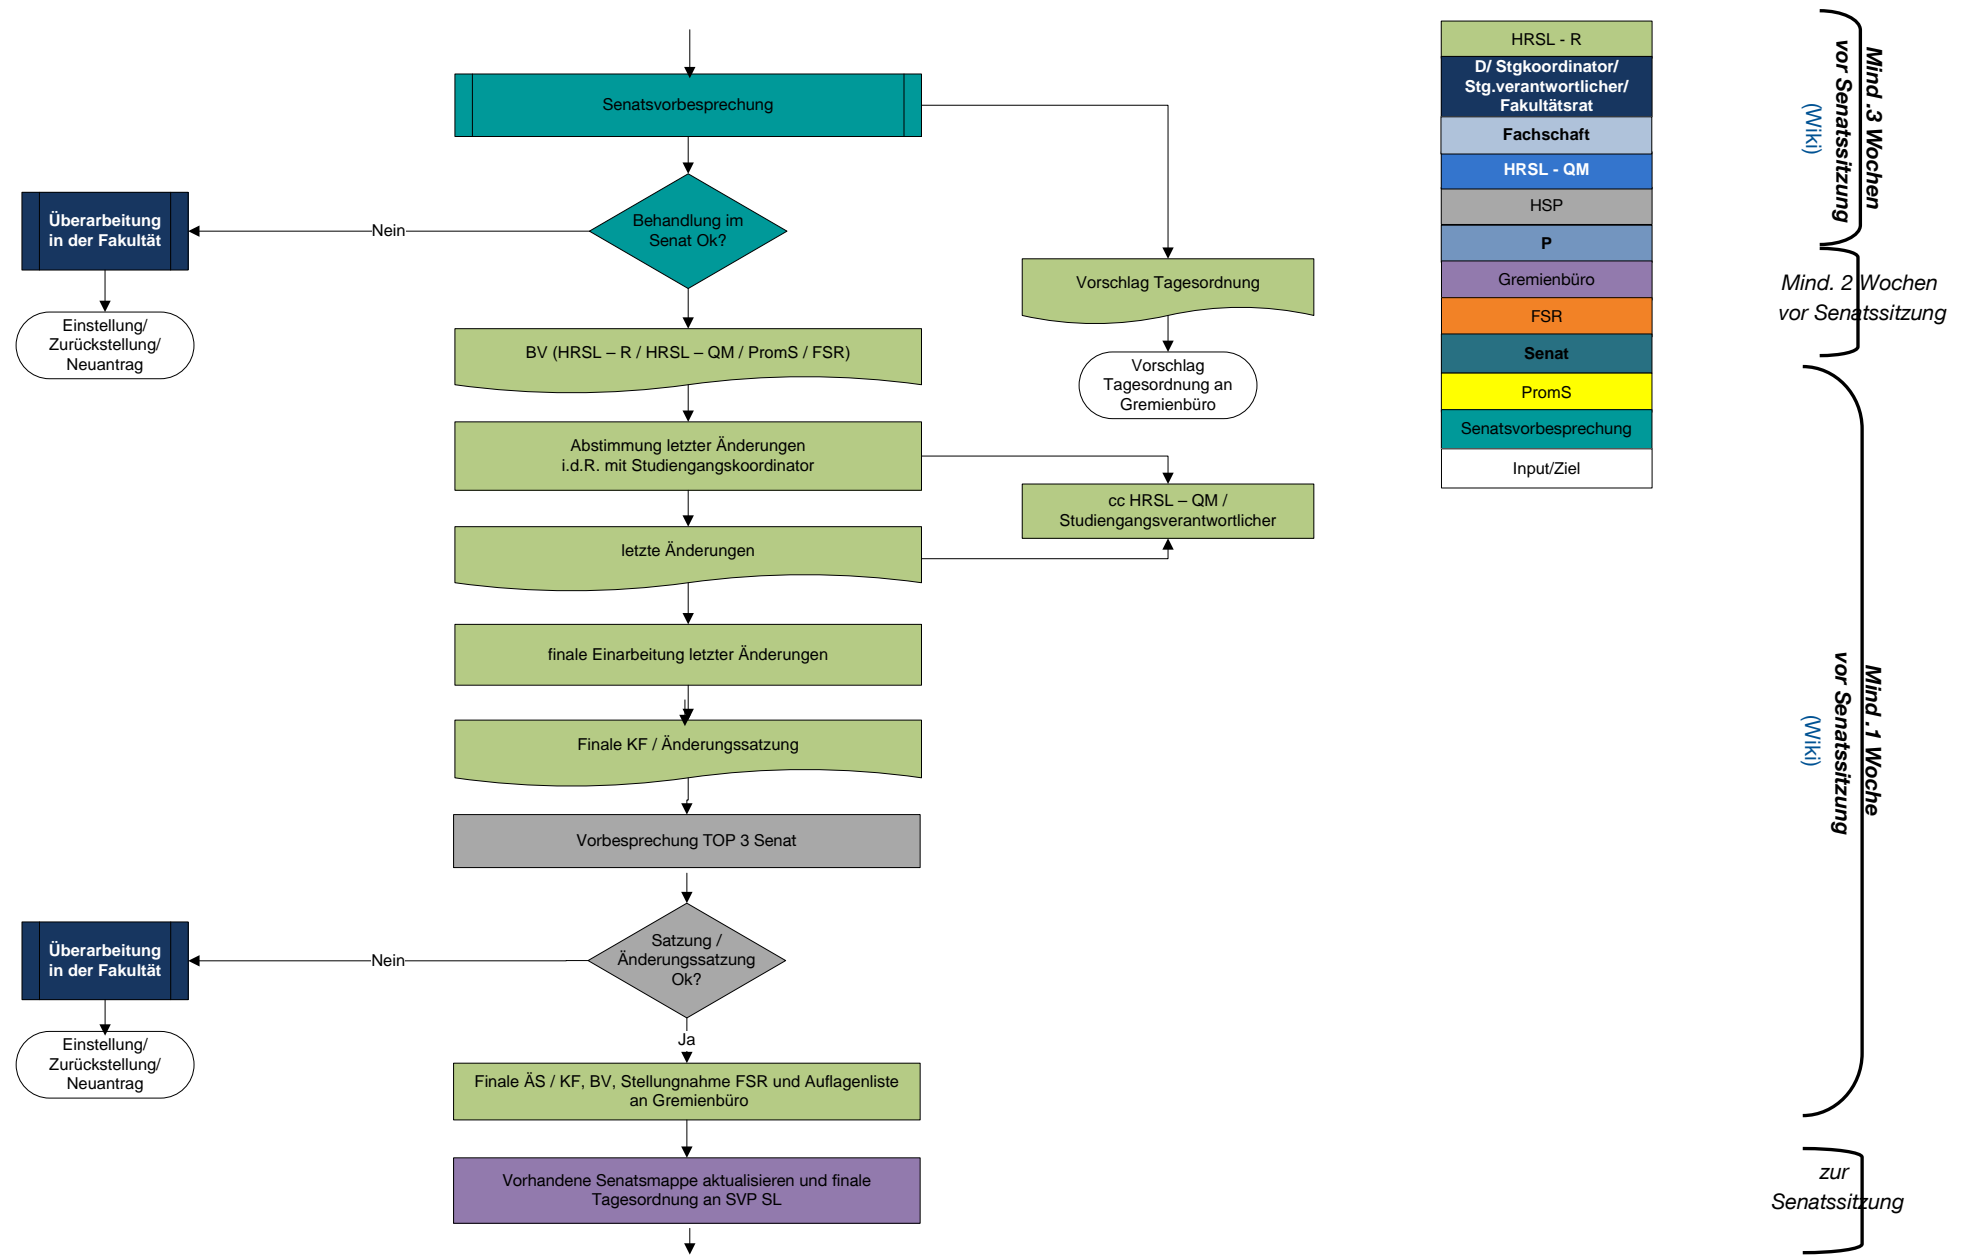 Senatsvorbesprechung
Behandlung im
Senat Ok?
Nein
Überarbeitung
in der Fakultät
Einstellung/
Zurückstellung/
Neuantrag
Vorschlag Tagesordnung
Vorschlag
Tagesordnung an
Gremienbüro
BV (HRSL – R / HRSL – QM / PromS / FSR)
Abstimmung letzter Änderungen
i.d.R. mit Studiengangskoordinator
cc HRSL – QM /
Studiengangsverantwortlicher
letzte Änderungen
finale Einarbeitung letzter Änderungen
Finale KF / Änderungssatzung
Vorbesprechung TOP 3 Senat
Satzung /
Änderungssatzung
Ok?
Nein
Überarbeitung
in der Fakultät
Einstellung/
Zurückstellung/
Neuantrag
Ja
Finale ÄS / KF, BV, Stellungnahme FSR und Auflagenliste
an Gremienbüro
Vorhandene Senatsmappe aktualisieren und finale
Tagesordnung an SVP SL
HRSL - R
D/ Stgkoordinator/
Stg.verantwortlicher/
Fakultätsrat
Fachschaft
HRSL - QM
HSP
P
Gremienbüro
FSR
Senat
PromS
Senatsvorbesprechung
Input/Ziel
Mind .3 Wochen
vor Senatssitzung
(Wiki)
Mind. 2 Wochen
vor Senatssitzung
Mind .1 Woche
vor Senatssitzung
(Wiki)
zur
Senatssitzung